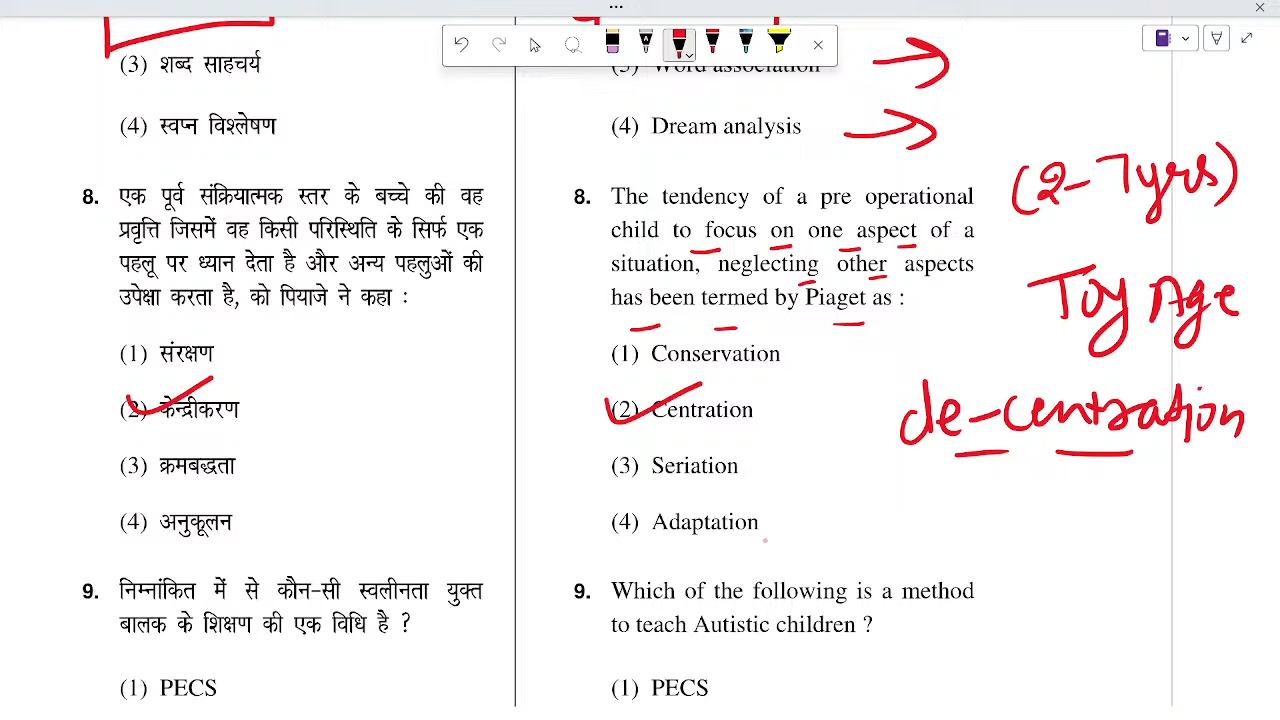 (3) शब्द साहचर्य
(4) स्वप्न विश्लेषण
8. एक पूर्व संक्रियात्मक स्तर के बच्चे की वह
प्रवृत्ति जिसमें वह किसी परिस्थिति के सिर्फ एक
पहलू पर ध्यान देता है और अन्य पहलुओं की
उपेक्षा करता है, को पियाजे ने कहा :
(1) संरक्षण
(2) केन्द्रीकरण
(3) क्रमबद्धता
(4) अनुकूलन
9. निम्नांकित में से कौन-सी स्वलीनता युक्त
बालक के शिक्षण की एक विधि है ?
(1) PECS
(3) Word association
(4) Dream analysis
8. The tendency of a pre operational
child to focus on one aspect of a
situation, neglecting other aspects
has been termed by Piaget as :
(1) Conservation
(2) Centration
(3) Seriation
(4) Adaptation
9. Which of the following is a method
to teach Autistic children ?
(1) PECS
(2-7yrs)
Toy Age
de-centration